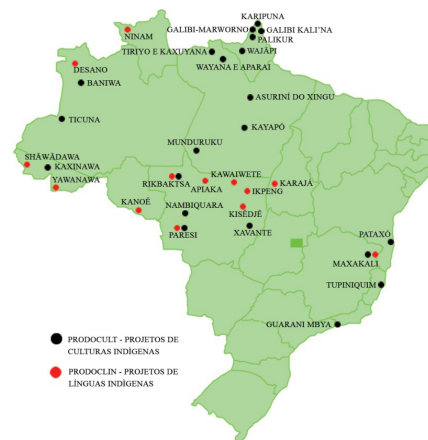 KARIPUNA
GALIBI-MARWORNO
GALIBI KALI'NA
PALIKUR
NINAM
TIRIYO E KAXUYANA
WAJÃPI
WAYANA E APARAI
DESANO
BANIWA
ASURINÍ DO XINGU
TICUNA
KAYAPÓ
MUNDURUKU
SHÃWÃDAWA
KAXINAWA
YAWANAWA
RIKBAKTSA
KAWAIWETE
APIAKA
IKPENG
KARAJÁ
KANOÉ
NAMBIQUARA
KISÊDJÊ
PARESI
XAVANTE
PATAXÓ
MAXAKALI
TUPINIQUIM
GUARANI MBYA
PRODOCULT - PROJETOS DE
CULTURAS INDÍGENAS
PRODOCLIN - PROJETOS DE
LÍNGUAS INDÍGENAS